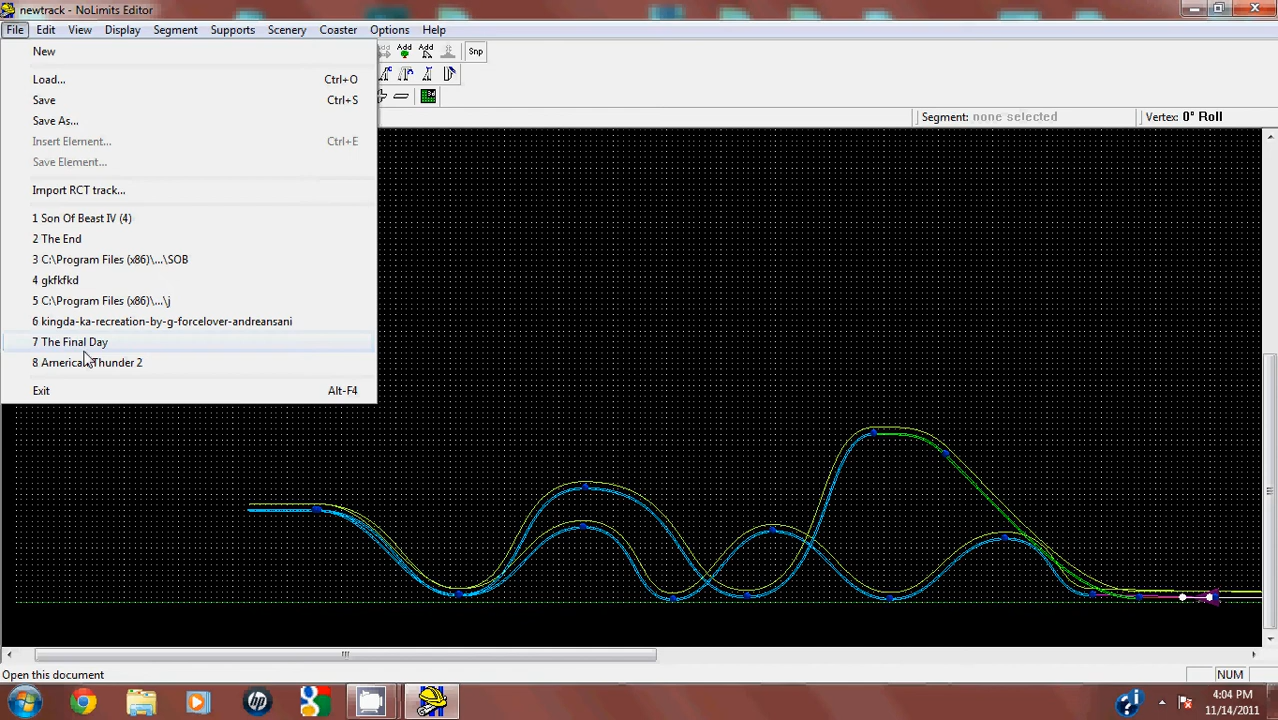 newtrack - NoLimits Editor
File Edit View Display Segment Supports Scenery Coaster Options Help
New
Load... Ctrl+O
Save Ctrl+S
Save As...
Insert Element... Ctrl+E
Save Element...
Import RCT track...
1 Son Of Beast IV (4)
2 The End
3 C:\Program Files (x86)\...\SOB
4 gkfkfkd
5 C:\Program Files (x86)\...\j
6 kingda-ka-recreation-by-g-forcelover-andreansani
7 The Final Day
8 American Thunder 2
Exit Alt-F4
Add Add Add Snp
Segment: none selected Vertex: 0° Roll
Open this document NUM
hp
4:04 PM
11/14/2011